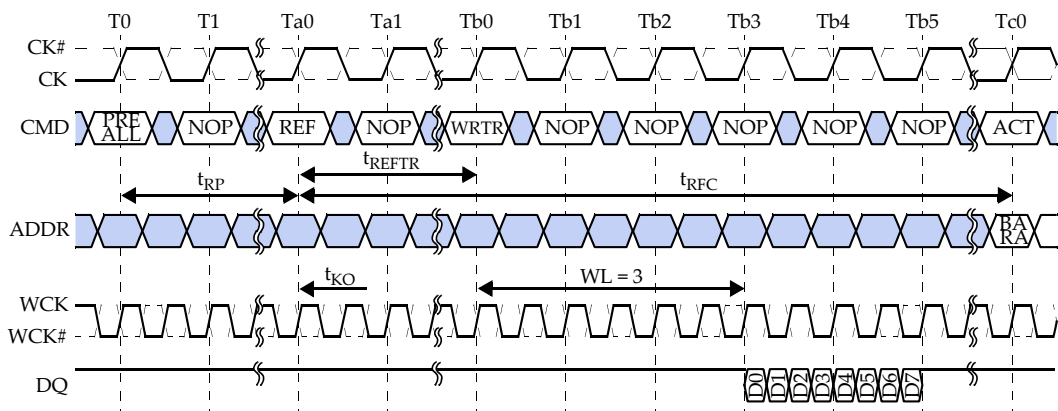 T0 T1 Ta0 Ta1 Tb0 Tb1 Tb2 Tb3 Tb4 Tb5 Tc0
CK#
CK
CMD PRE ALL NOP REF NOP WRTR NOP NOP NOP NOP NOP ACT
tREFTR
tRP tRFC
ADDR BA RA
tKO WL = 3
WCK
WCK#
DQ D0 D1 D2 D3 D4 D5 D6 D7